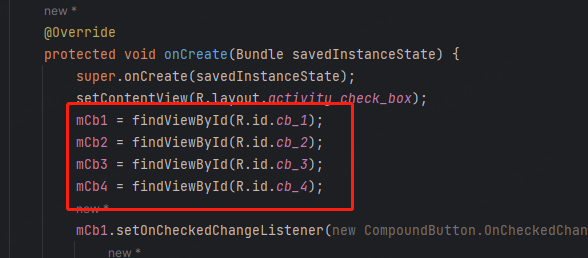 new *
@Override
protected void onCreate(Bundle savedInstanceState) {
super.onCreate(savedInstanceState);
setContentView(R.layout.activity_check_box);
mCb1 = findViewById(R.id.cb_1);
mCb2 = findViewById(R.id.cb_2);
mCb3 = findViewById(R.id.cb_3);
mCb4 = findViewById(R.id.cb_4);
new *
mCb1.setOnCheckedChangeListener(new CompoundButton.OnCheckedChan
new *